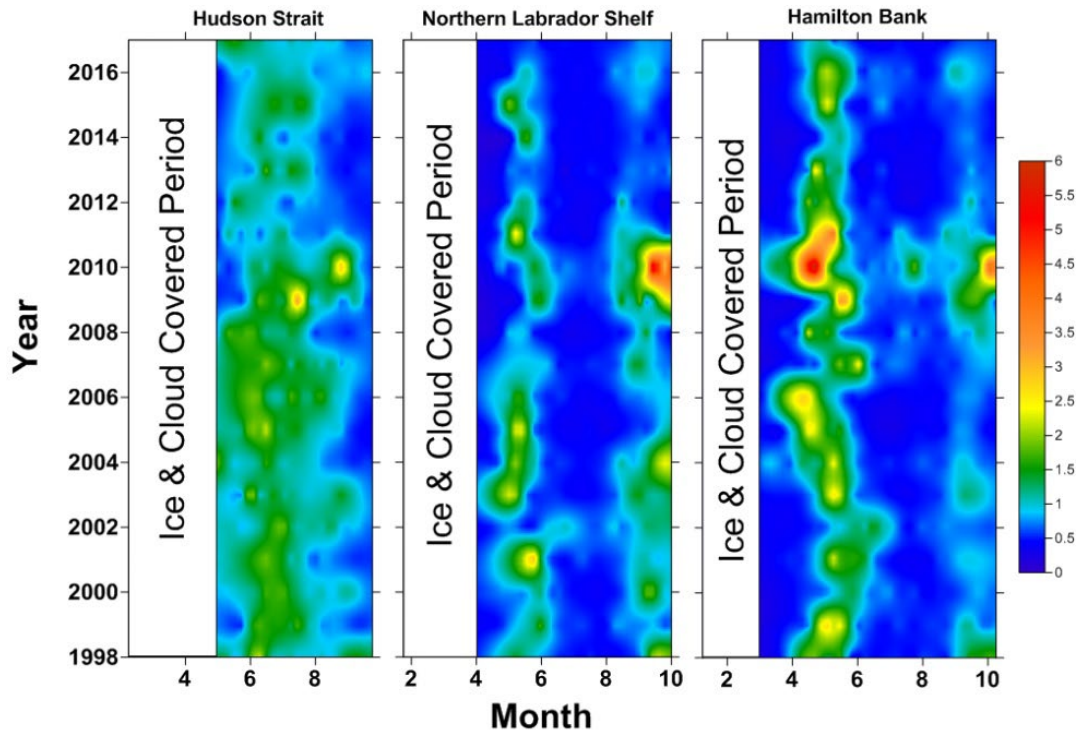 Hudson Strait
Northern Labrador Shelf
Hamilton Bank
Year
2016
2014
2012
2010
2008
2006
2004
2002
2000
1998
Ice & Cloud Covered Period
Ice & Cloud Covered Period
Ice & Cloud Covered Period
6
5.5
5
4.5
4
3.5
3
2.5
2
1.5
1
0.5
0
4 6 8
2 4 6 8 10
2 4 6 8 10
Month